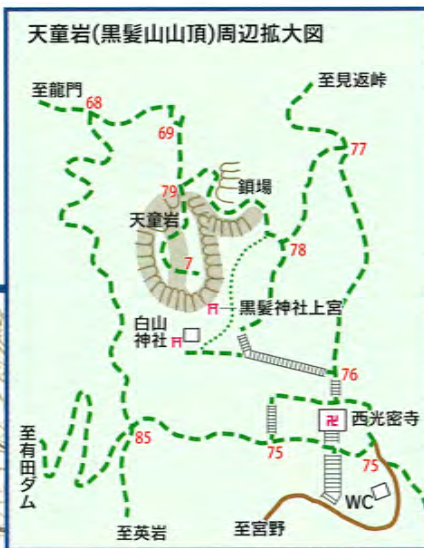 天童岩(黒髪山山頂)周辺拡大図
至龍門
至見返峠
68
69
77
79
鎖場
天童岩
78
7
黒髪神社上宮
白山
神社
76
西光密寺
至有田ダム
85
75
75
WC
至英岩
至宮野